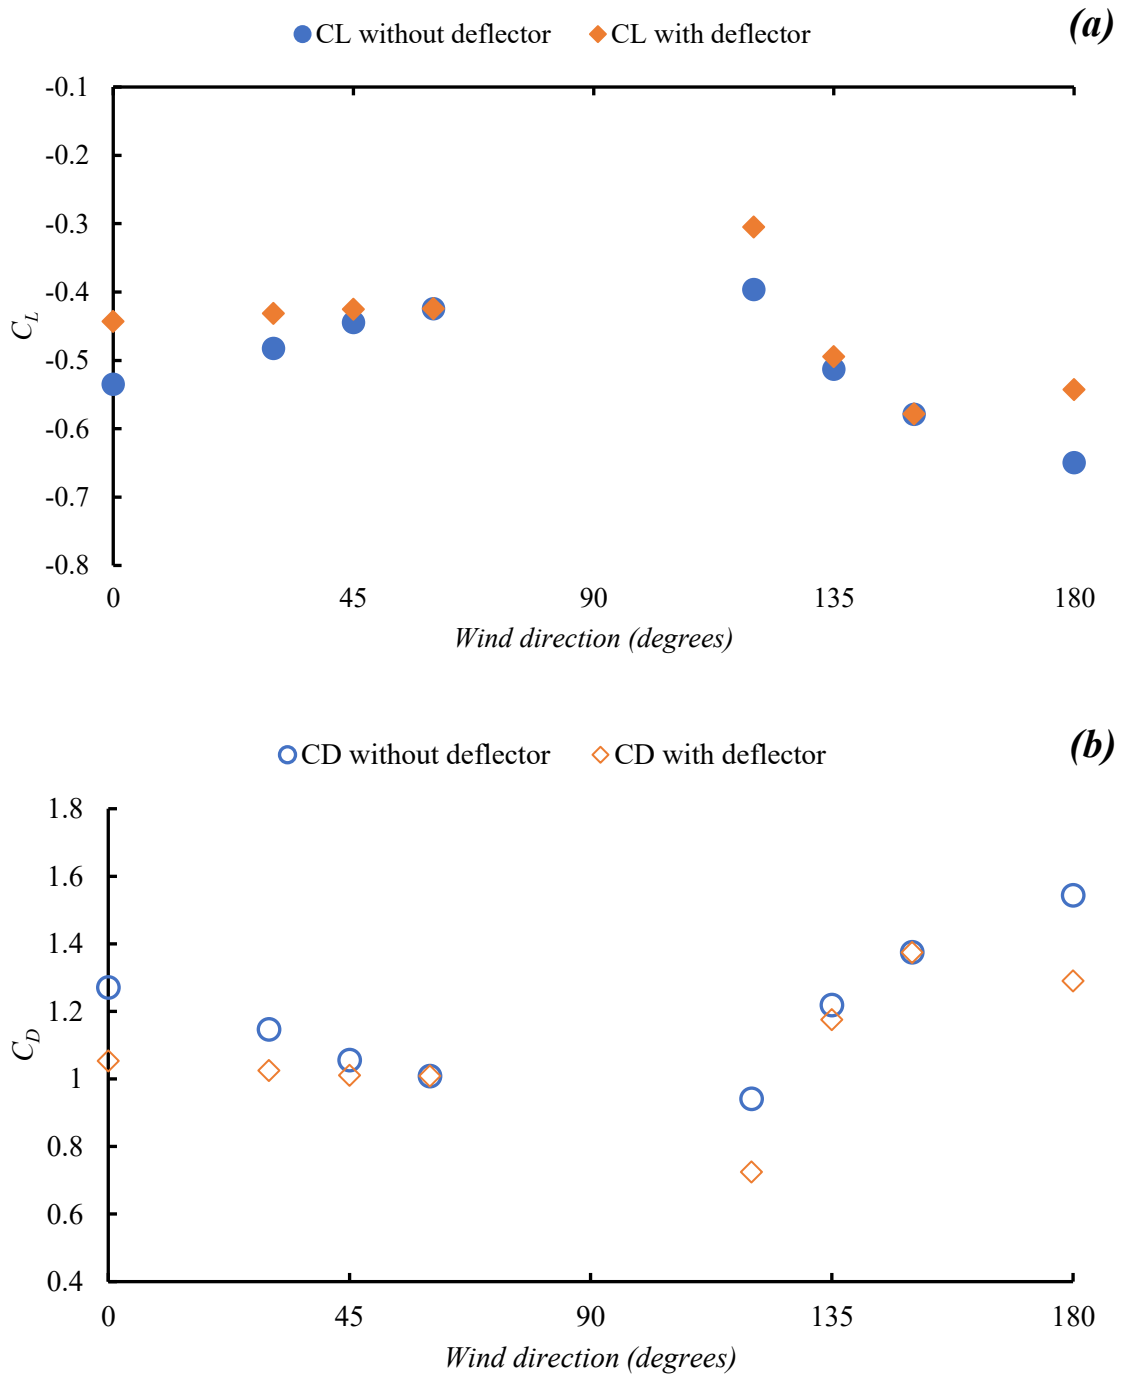 CL without deflector CL with deflector (a)
-0.1
-0.2
-0.3
-0.4
-0.5
-0.6
-0.7
-0.8
C_L
0 45 90 135 180
Wind direction (degrees)
CD without deflector CD with deflector (b)
1.8
1.6
1.4
1.2
1
0.8
0.6
0.4
C_D
0 45 90 135 180
Wind direction (degrees)